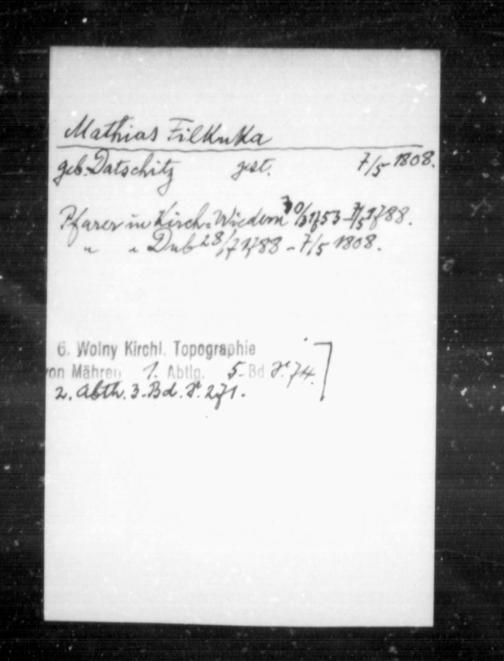 Mathias Filkuka
geb. Datschitz gest. 7/5 1808.
Pfarer in Kirch-Wiedern 30/3 1753 - 7/5 1788.
" " Dub 28/7 1788 - 7/5 1808.
6. Wolny Kirchl. Topographie
von Mähren 1. Abtlg. 5. Bd S. 74.
2. Abth. 3. Bd. S. 271.